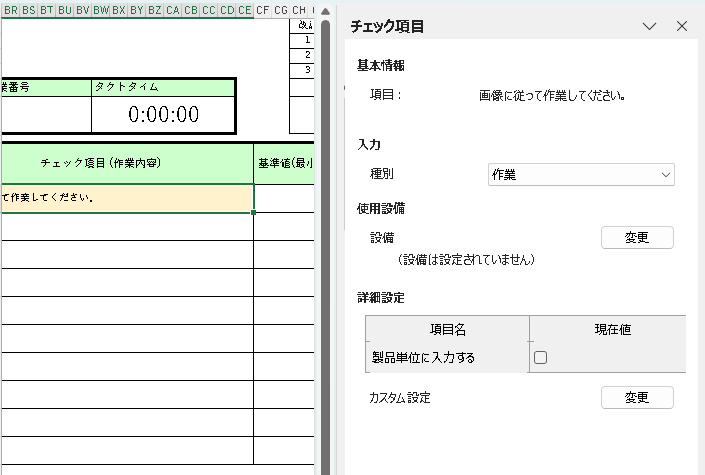 BR BS BT BU BV BW BX BY BZ CA CB CC CD CE CF CG CH
1
2
3
業番号 タクトタイム
0:00:00
チェック項目(作業内容) 基準値(最小
て作業してください。
チェック項目
基本情報
項目: 画像に従って作業してください。
入力
種別 作業
使用設備
設備 変更
(設備は設定されていません)
詳細設定
項目名 現在値
製品単位に入力する
カスタム設定 変更